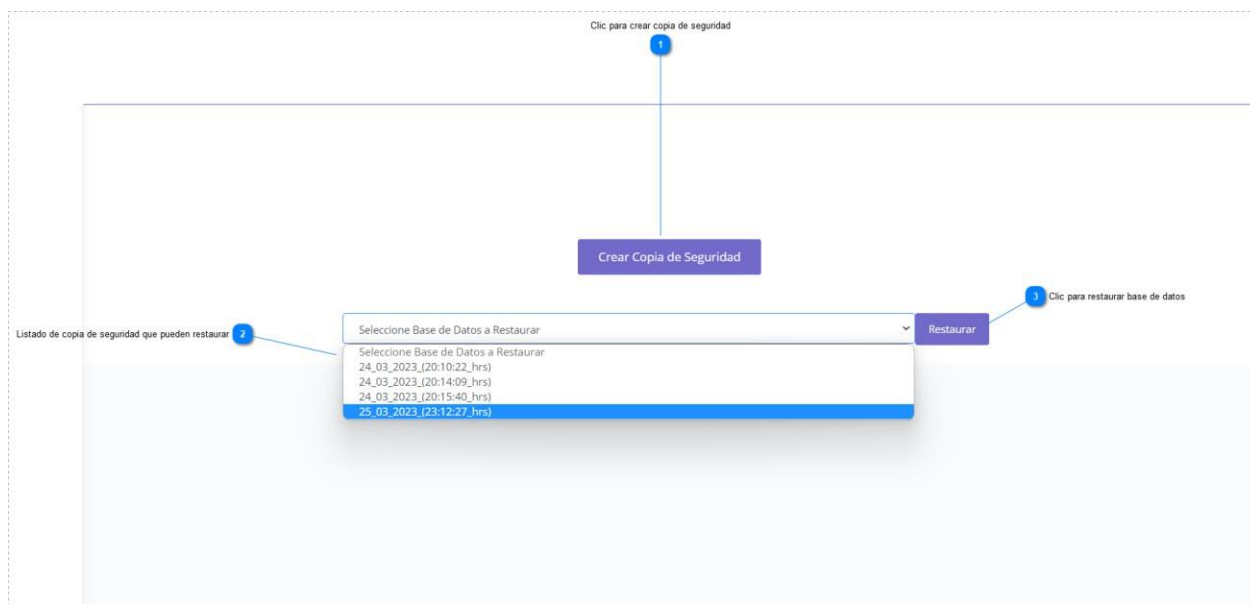 Clic para crear copia de seguridad
1
Crear Copia de Seguridad
3 Clic para restaurar base de datos
Listado de copia de seguridad que pueden restaurar 2
Seleccione Base de Datos a Restaurar
Restaurar
Seleccione Base de Datos a Restaurar
24_03_2023_(20:10:22_hrs)
24_03_2023_(20:14:09_hrs)
24_03_2023_(20:15:40_hrs)
25_03_2023_(23:12:27_hrs)